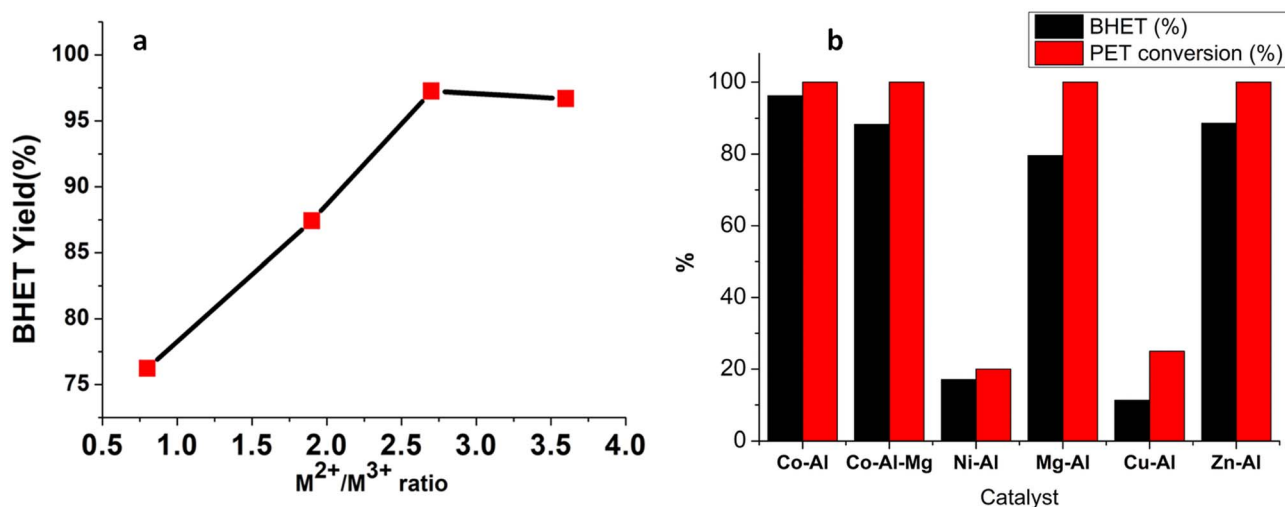 a
100
95
90
85
80
75
BHET Yield(%)
0.5 1.0 1.5 2.0 2.5 3.0 3.5 4.0
M²⁺/M³⁺ ratio
b
BHET (%)
PET conversion (%)
100
80
60
40
20
0
%
Co-Al Co-Al-Mg Ni-Al Mg-Al Cu-Al Zn-Al
Catalyst